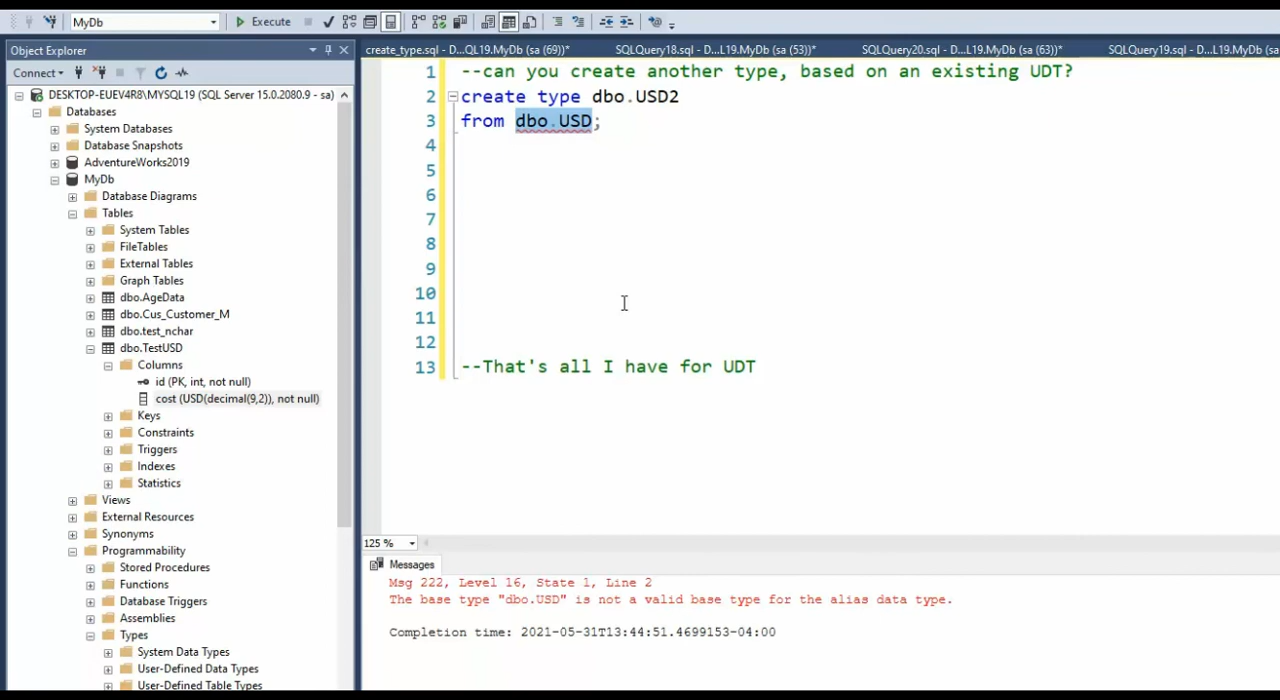 MyDb
Execute
Object Explorer
create_type.sql - D...QL19.MyDb (sa (69))*
SQLQuery18.sql - D...L19.MyDb (sa (53))*
SQLQuery20.sql - D...L19.MyDb (sa (63))*
SQLQuery19.sql - D...L19.MyDb (sa
Connect
DESKTOP-EUEV4R8\MYSQL19 (SQL Server 15.0.2080.9 - sa)
Databases
System Databases
Database Snapshots
AdventureWorks2019
MyDb
Database Diagrams
Tables
System Tables
FileTables
External Tables
Graph Tables
dbo.AgeData
dbo.Cus_Customer_M
dbo.test_nchar
dbo.TestUSD
Columns
id (PK, int, not null)
cost (USD(decimal(9,2)), not null)
Keys
Constraints
Triggers
Indexes
Statistics
Views
External Resources
Synonyms
Programmability
Stored Procedures
Functions
Database Triggers
Assemblies
Types
System Data Types
User-Defined Data Types
User-Defined Table Types
1 --can you create another type, based on an existing UDT?
2 create type dbo.USD2
3 from dbo.USD;
4
5
6
7
8
9
10
11
12
13 --That's all I have for UDT
125 %
Messages
Msg 222, Level 16, State 1, Line 2
The base type "dbo.USD" is not a valid base type for the alias data type.
Completion time: 2021-05-31T13:44:51.4699153-04:00